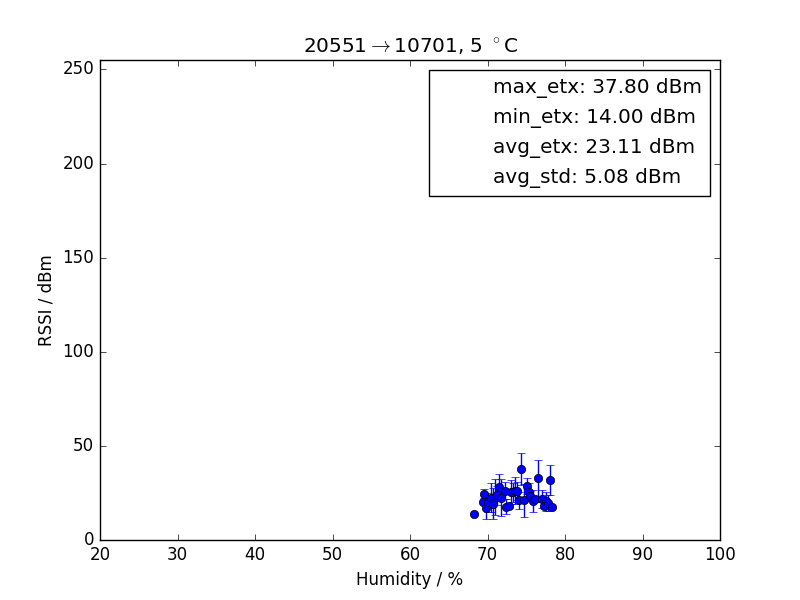 20551→10701, 5 °C
max_etx: 37.80 dBm
min_etx: 14.00 dBm
avg_etx: 23.11 dBm
avg_std: 5.08 dBm
RSSI / dBm
250
200
150
100
50
0
20 30 40 50 60 70 80 90 100
Humidity / %